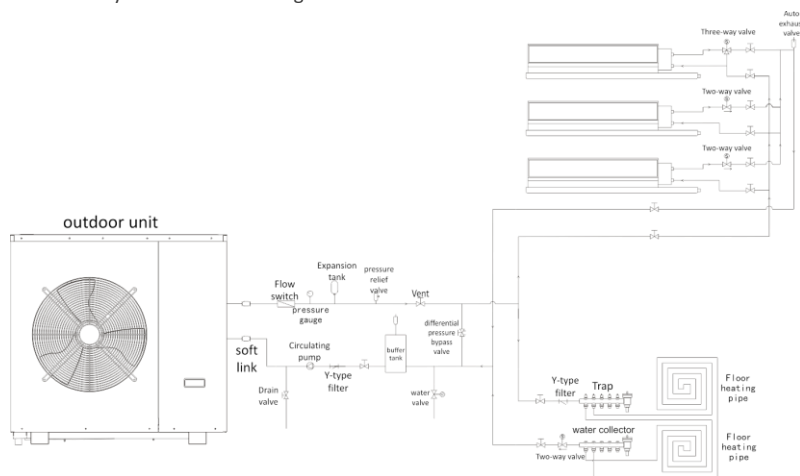 Auto
exhaust
valve
Three-way valve
Two-way valve
Two-way valve
outdoor unit
Flow
switch
pressure
gauge
Expansion
tank
pressure
relief
valve
Vent
soft
link
Circulating
pump
Y-type
filter
buffer
tank
differential
pressure
bypass
valve
Drain
valve
water
valve
Y-type
filter
Trap
Floor
heating
pipe
water collector
Two-way valve
Floor
heating
pipe